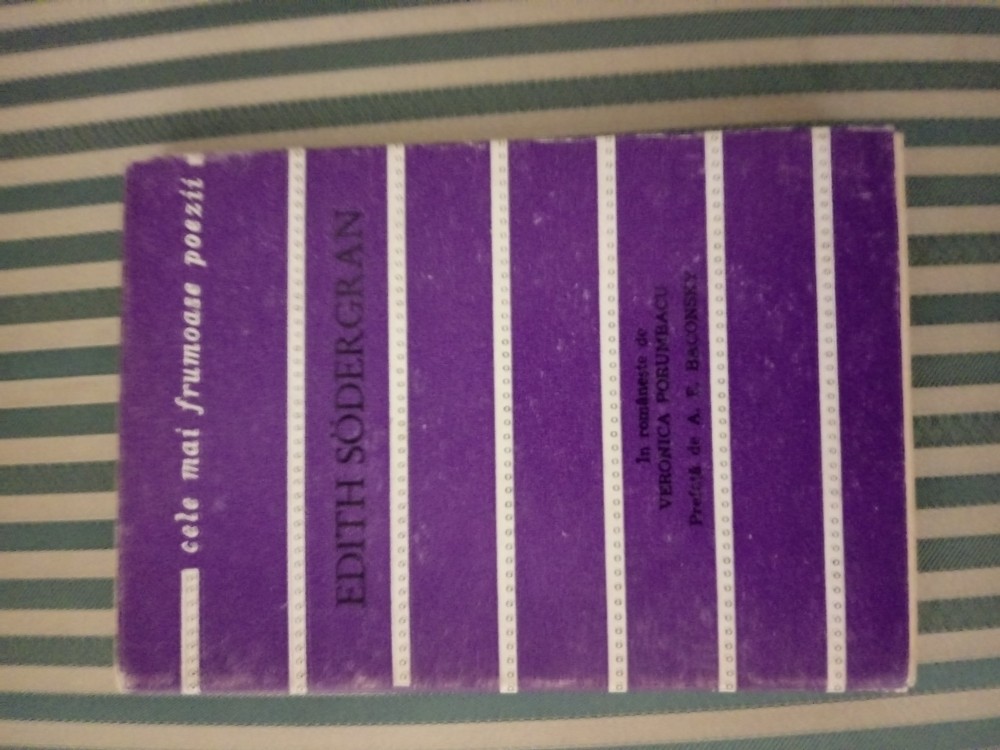 cele mai frumoase poezii
EDITH SÖDERGRAN
In românește de
VERONICA PORUMBACU
Prefață de A. E. BACONSKY